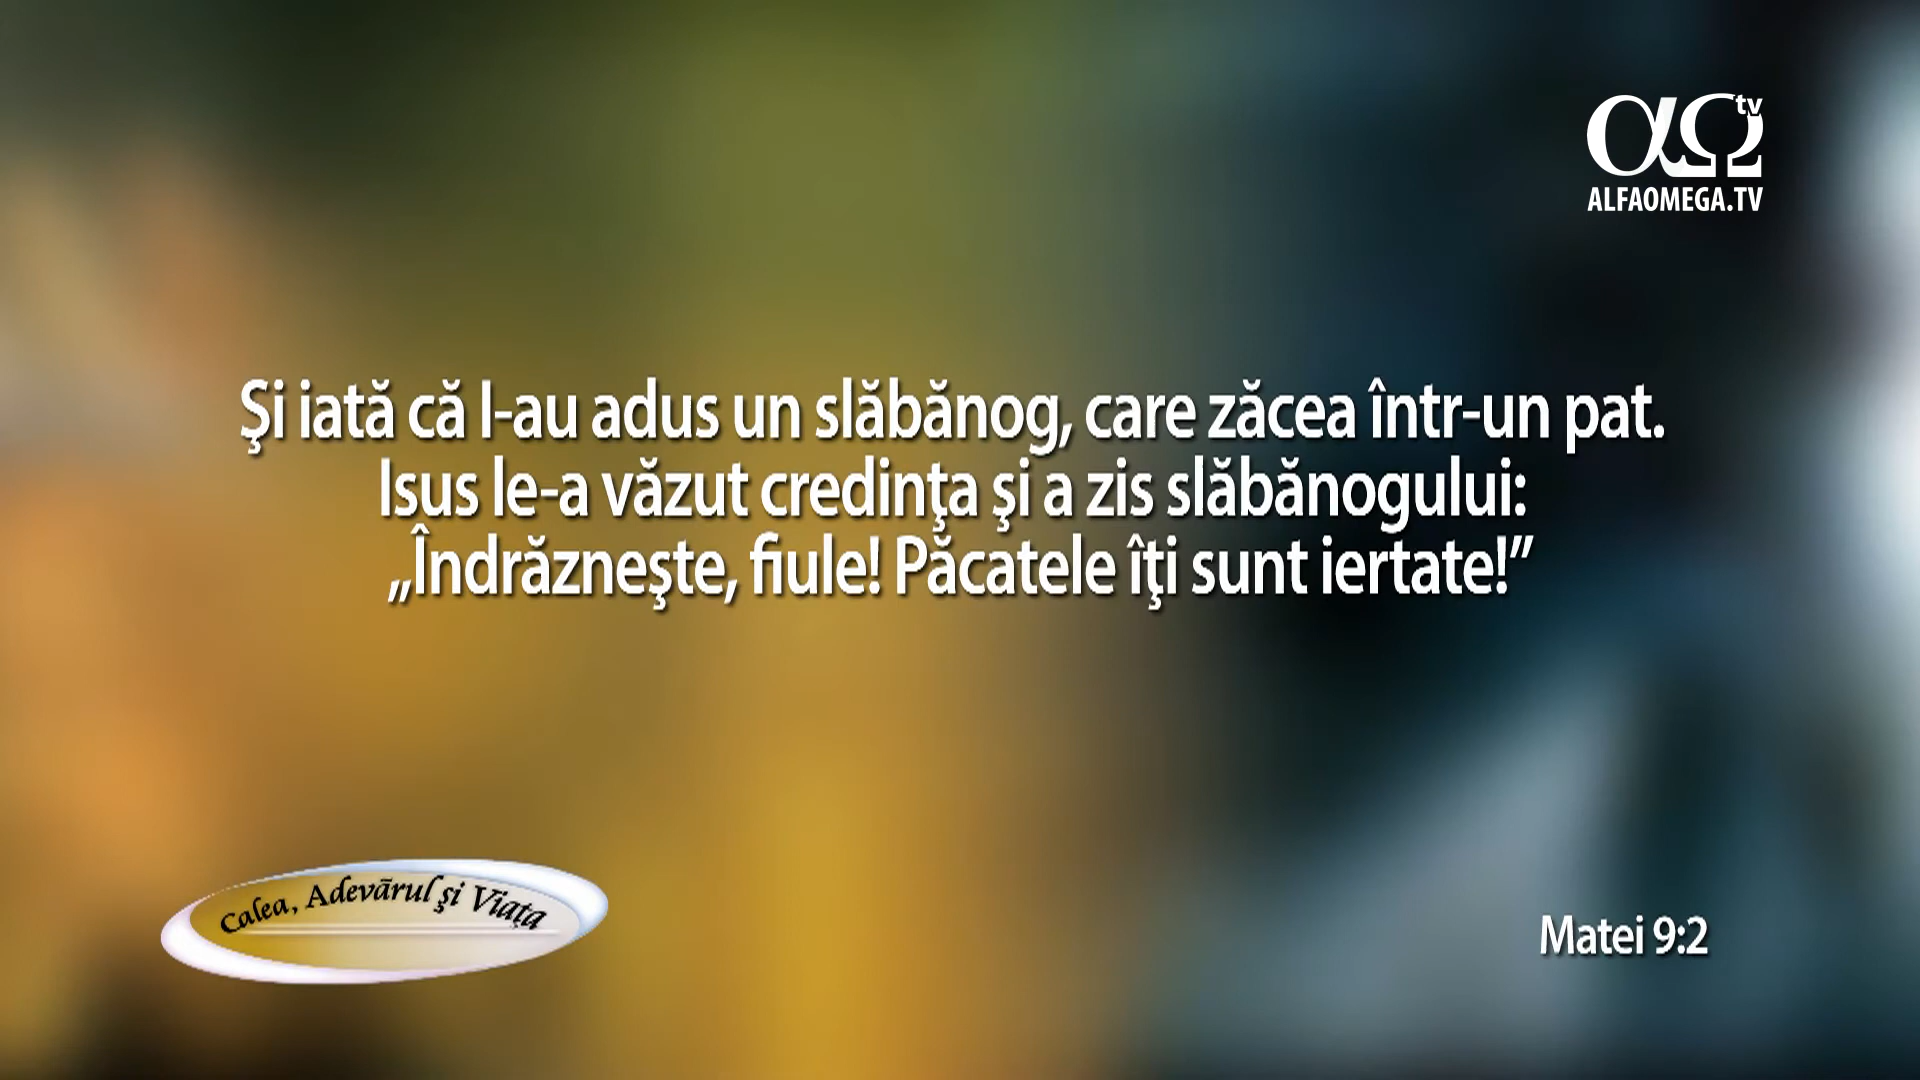 αΩ tv
ALFAOMEGA.TV
Şi iată că I-au adus un slăbănog, care zăcea într-un pat.
Isus le-a văzut credinţa şi a zis slăbănogului:
„Îndrăzneşte, fiule! Păcatele îţi sunt iertate!”
Calea, Adevărul şi Viaţa
Matei 9:2